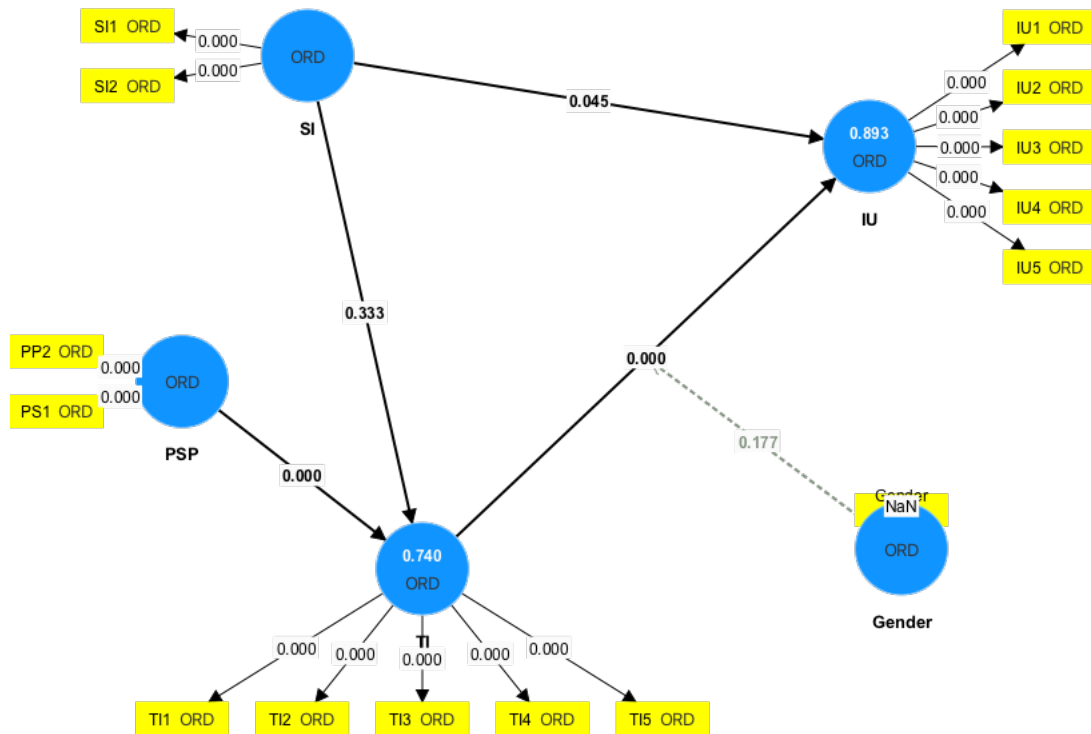 SI1 ORD
0.000
SI2 ORD
0.000
ORD
SI
0.045
0.893
ORD
IU
0.000
0.000
0.000
0.000
0.000
IU1 ORD
IU2 ORD
IU3 ORD
IU4 ORD
IU5 ORD
0.333
PP2 ORD
0.000
PS1 ORD
0.000
ORD
PSP
0.000
0.000
0.177
Gender
NaN
ORD
Gender
0.740
ORD
TI
0.000
0.000
0.000
0.000
0.000
TI1 ORD
TI2 ORD
TI3 ORD
TI4 ORD
TI5 ORD